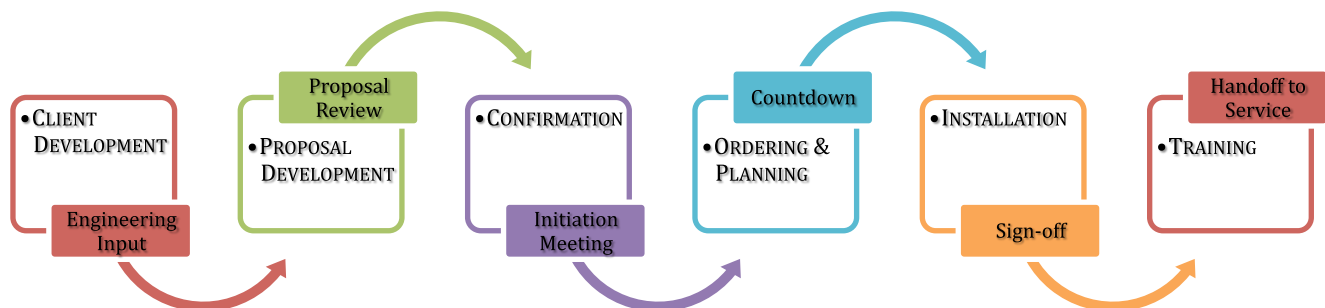 •CLIENT
DEVELOPMENT
Engineering
Input
Proposal
Review
•PROPOSAL
DEVELOPMENT
•CONFIRMATION
Initiation
Meeting
Countdown
•ORDERING &
PLANNING
•INSTALLATION
Sign-off
Handoff to
Service
•TRAINING